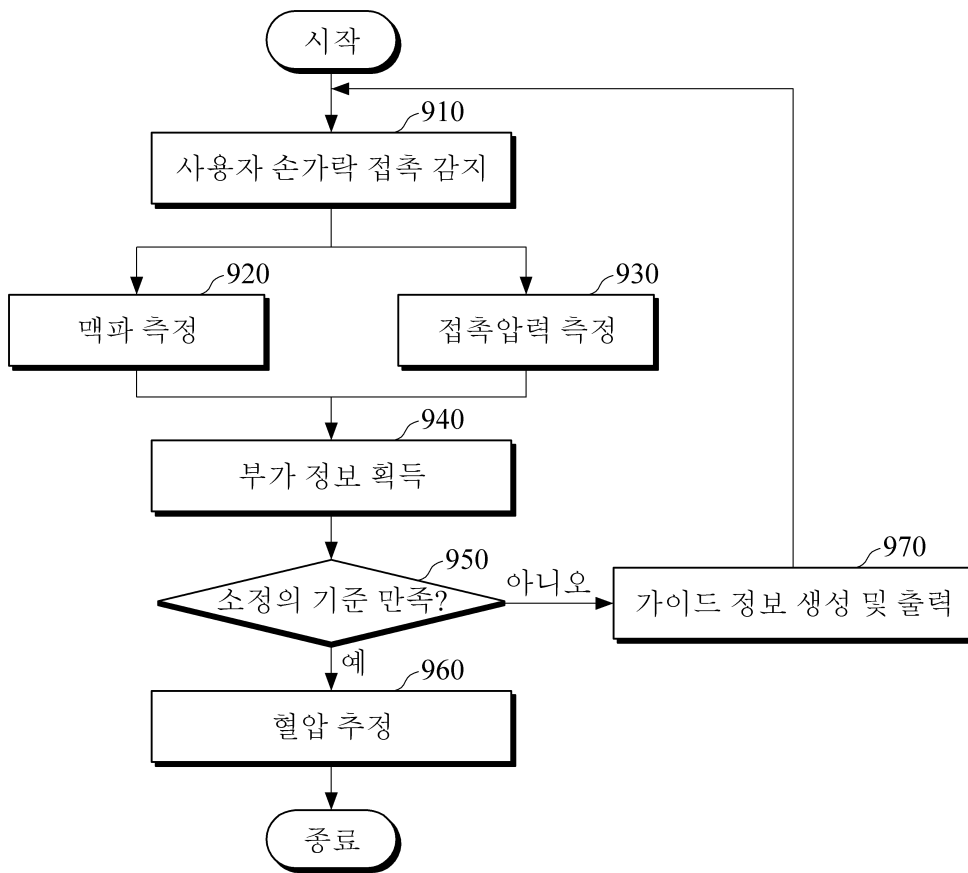 시작
910
사용자 손가락 접촉 감지
920
맥파 측정
930
접촉압력 측정
940
부가 정보 획득
950
소정의 기준 만족?
아니오
970
가이드 정보 생성 및 출력
예
960
혈압 추정
종료